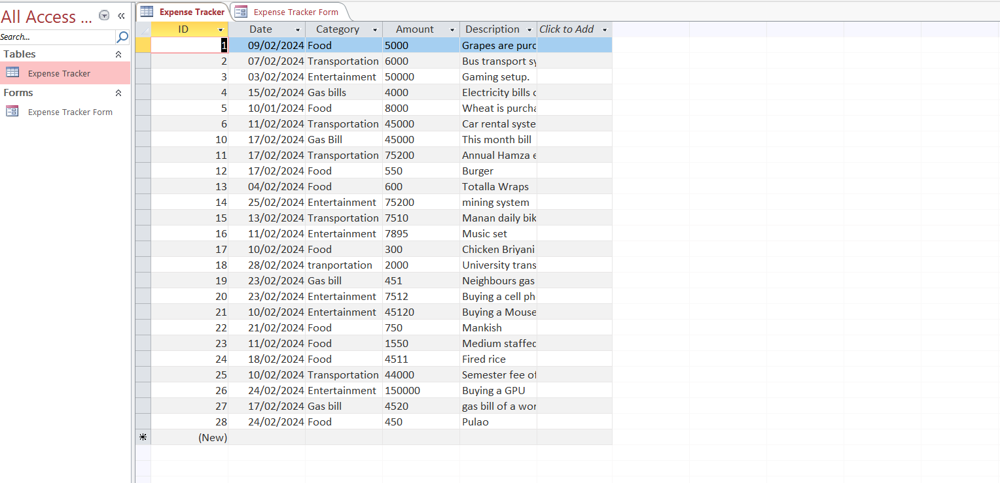 All Access ...
Search...
Tables
Expense Tracker
Forms
Expense Tracker Form
Expense Tracker Expense Tracker Form
ID Date Category Amount Description Click to Add
1 09/02/2024 Food 5000 Grapes are purc
2 07/02/2024 Transportation 6000 Bus transport sy
3 03/02/2024 Entertainment 50000 Gaming setup.
4 15/02/2024 Gas bills 4000 Electricity bills c
5 10/01/2024 Food 8000 Wheat is purcha
6 11/02/2024 Transportation 45000 Car rental syste
10 17/02/2024 Gas Bill 45000 This month bill
11 17/02/2024 Transportation 75200 Annual Hamza e
12 17/02/2024 Food 550 Burger
13 04/02/2024 Food 600 Totalla Wraps
14 25/02/2024 Entertainment 75200 mining system
15 13/02/2024 Transportation 7510 Manan daily bik
16 11/02/2024 Entertainment 7895 Music set
17 10/02/2024 Food 300 Chicken Briyani
18 28/02/2024 tranportation 2000 University trans
19 23/02/2024 Gas bill 451 Neighbours gas
20 23/02/2024 Entertainment 7512 Buying a cell ph
21 10/02/2024 Entertainment 45120 Buying a Mouse
22 21/02/2024 Food 750 Mankish
23 11/02/2024 Food 1550 Medium staffed
24 18/02/2024 Food 4511 Fired rice
25 10/02/2024 Transportation 44000 Semester fee of
26 24/02/2024 Entertainment 150000 Buying a GPU
27 17/02/2024 Gas bill 4520 gas bill of a wor
28 24/02/2024 Food 450 Pulao
(New)